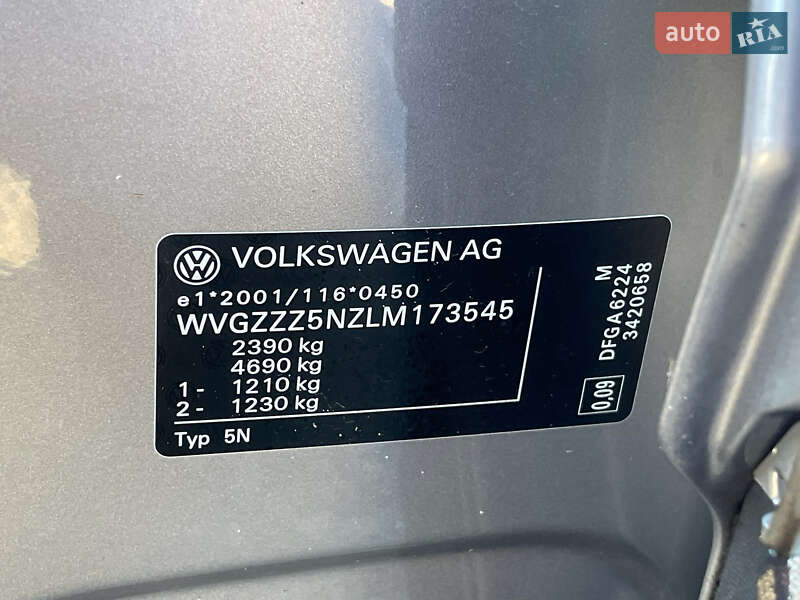 auto RIA
VOLKSWAGEN AG
e1*2001/116*0450
WVGZZZ5NZLM173545
2390 kg
4690 kg
1- 1210 kg
2- 1230 kg
Typ 5N
M
DFGA6224
3420658
0,09